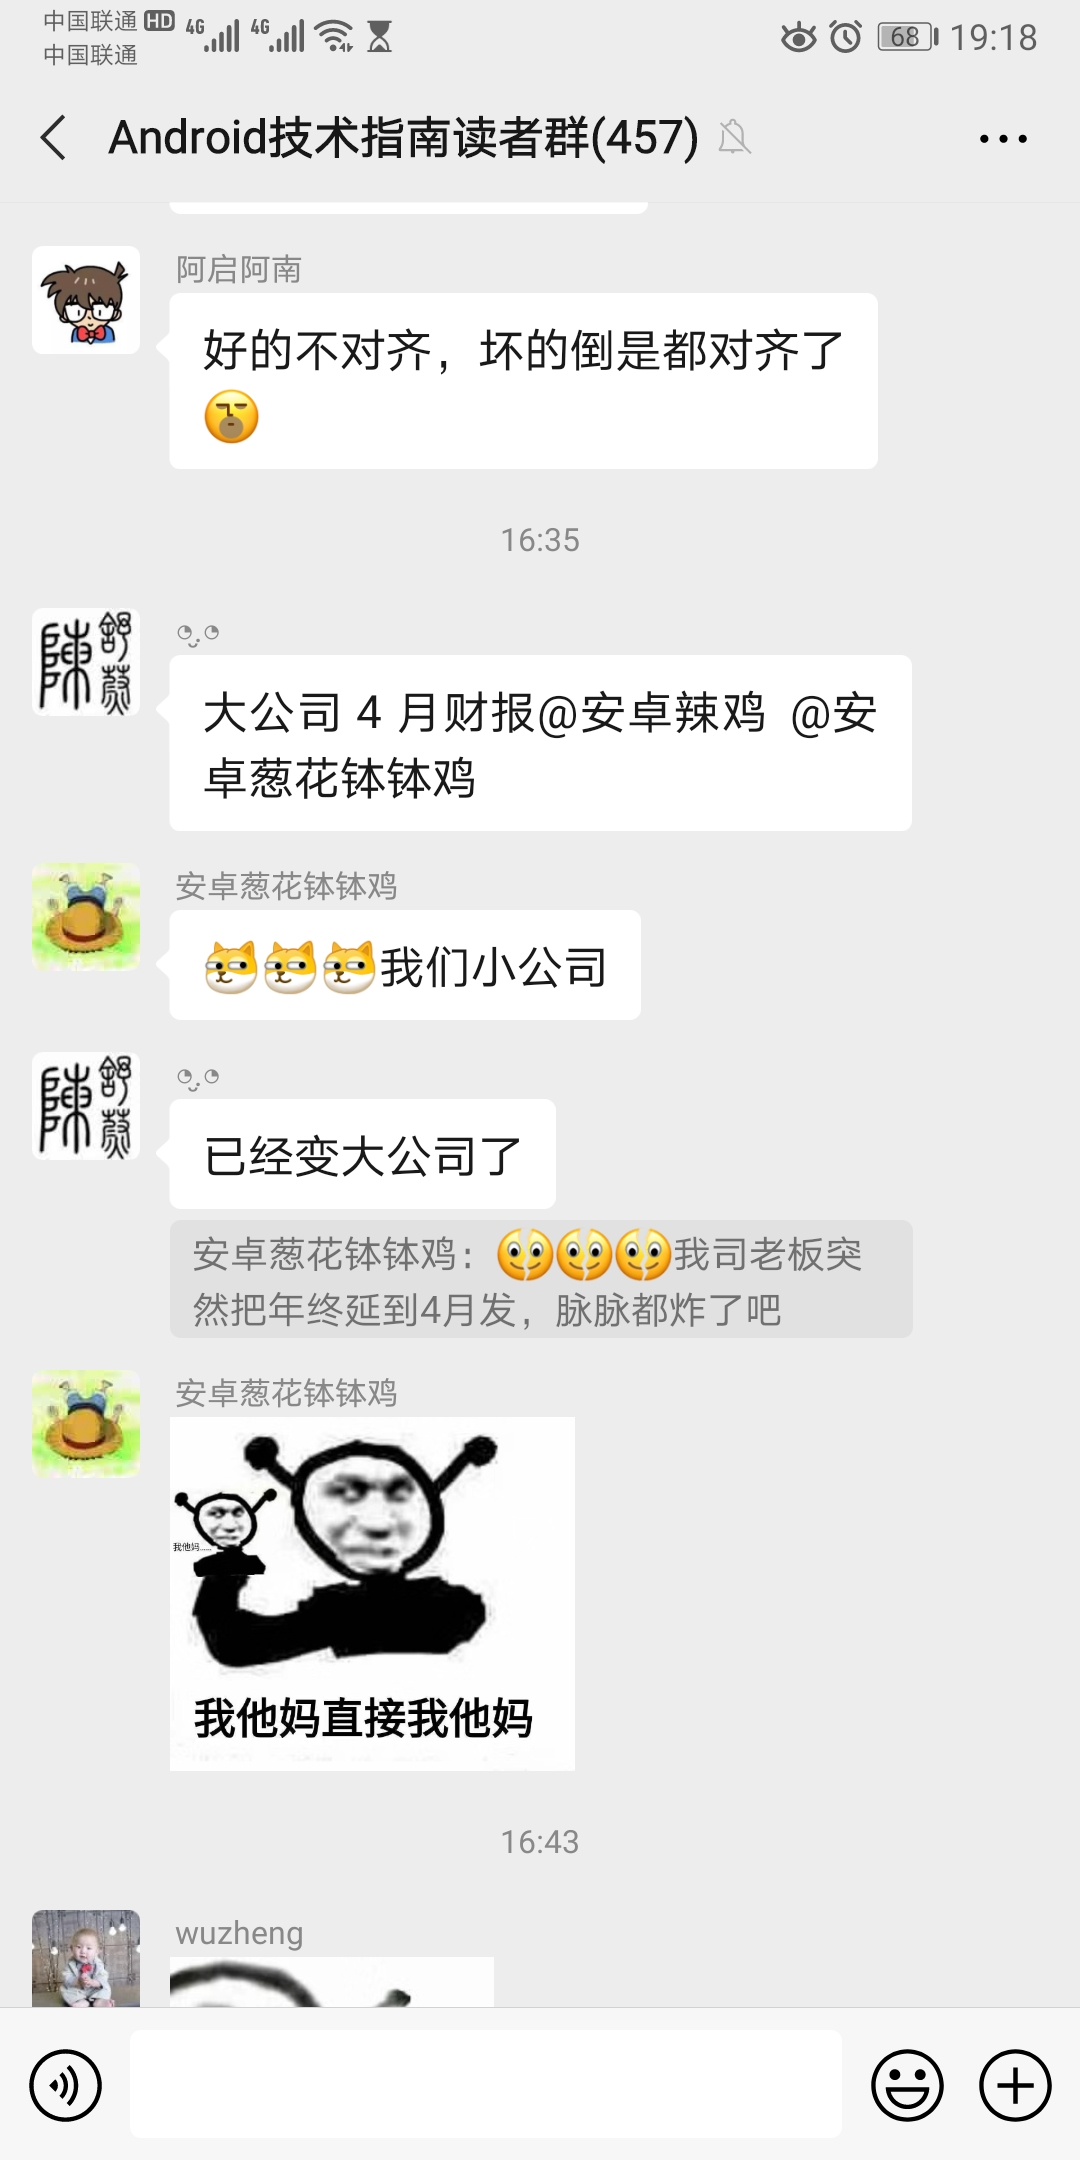 中国联通 HD 4G 4G 68 19:18
中国联通
Android技术指南读者群(457)
阿启阿南
好的不对齐，坏的倒是都对齐了
16:35
陳舒蔡
大公司 4 月财报@安卓辣鸡 @安
卓葱花钵钵鸡
安卓葱花钵钵鸡
我们小公司
已经变大公司了
安卓葱花钵钵鸡：我司老板突
然把年终延到4月发，脉脉都炸了吧
安卓葱花钵钵鸡
我他妈……
我他妈直接我他妈
16:43
wuzheng